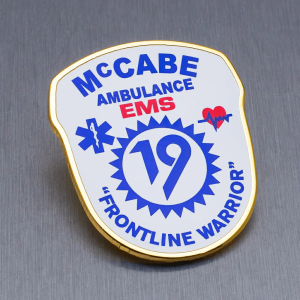 McCABE
AMBULANCE
EMS
19
"FRONTLINE WARRIOR"